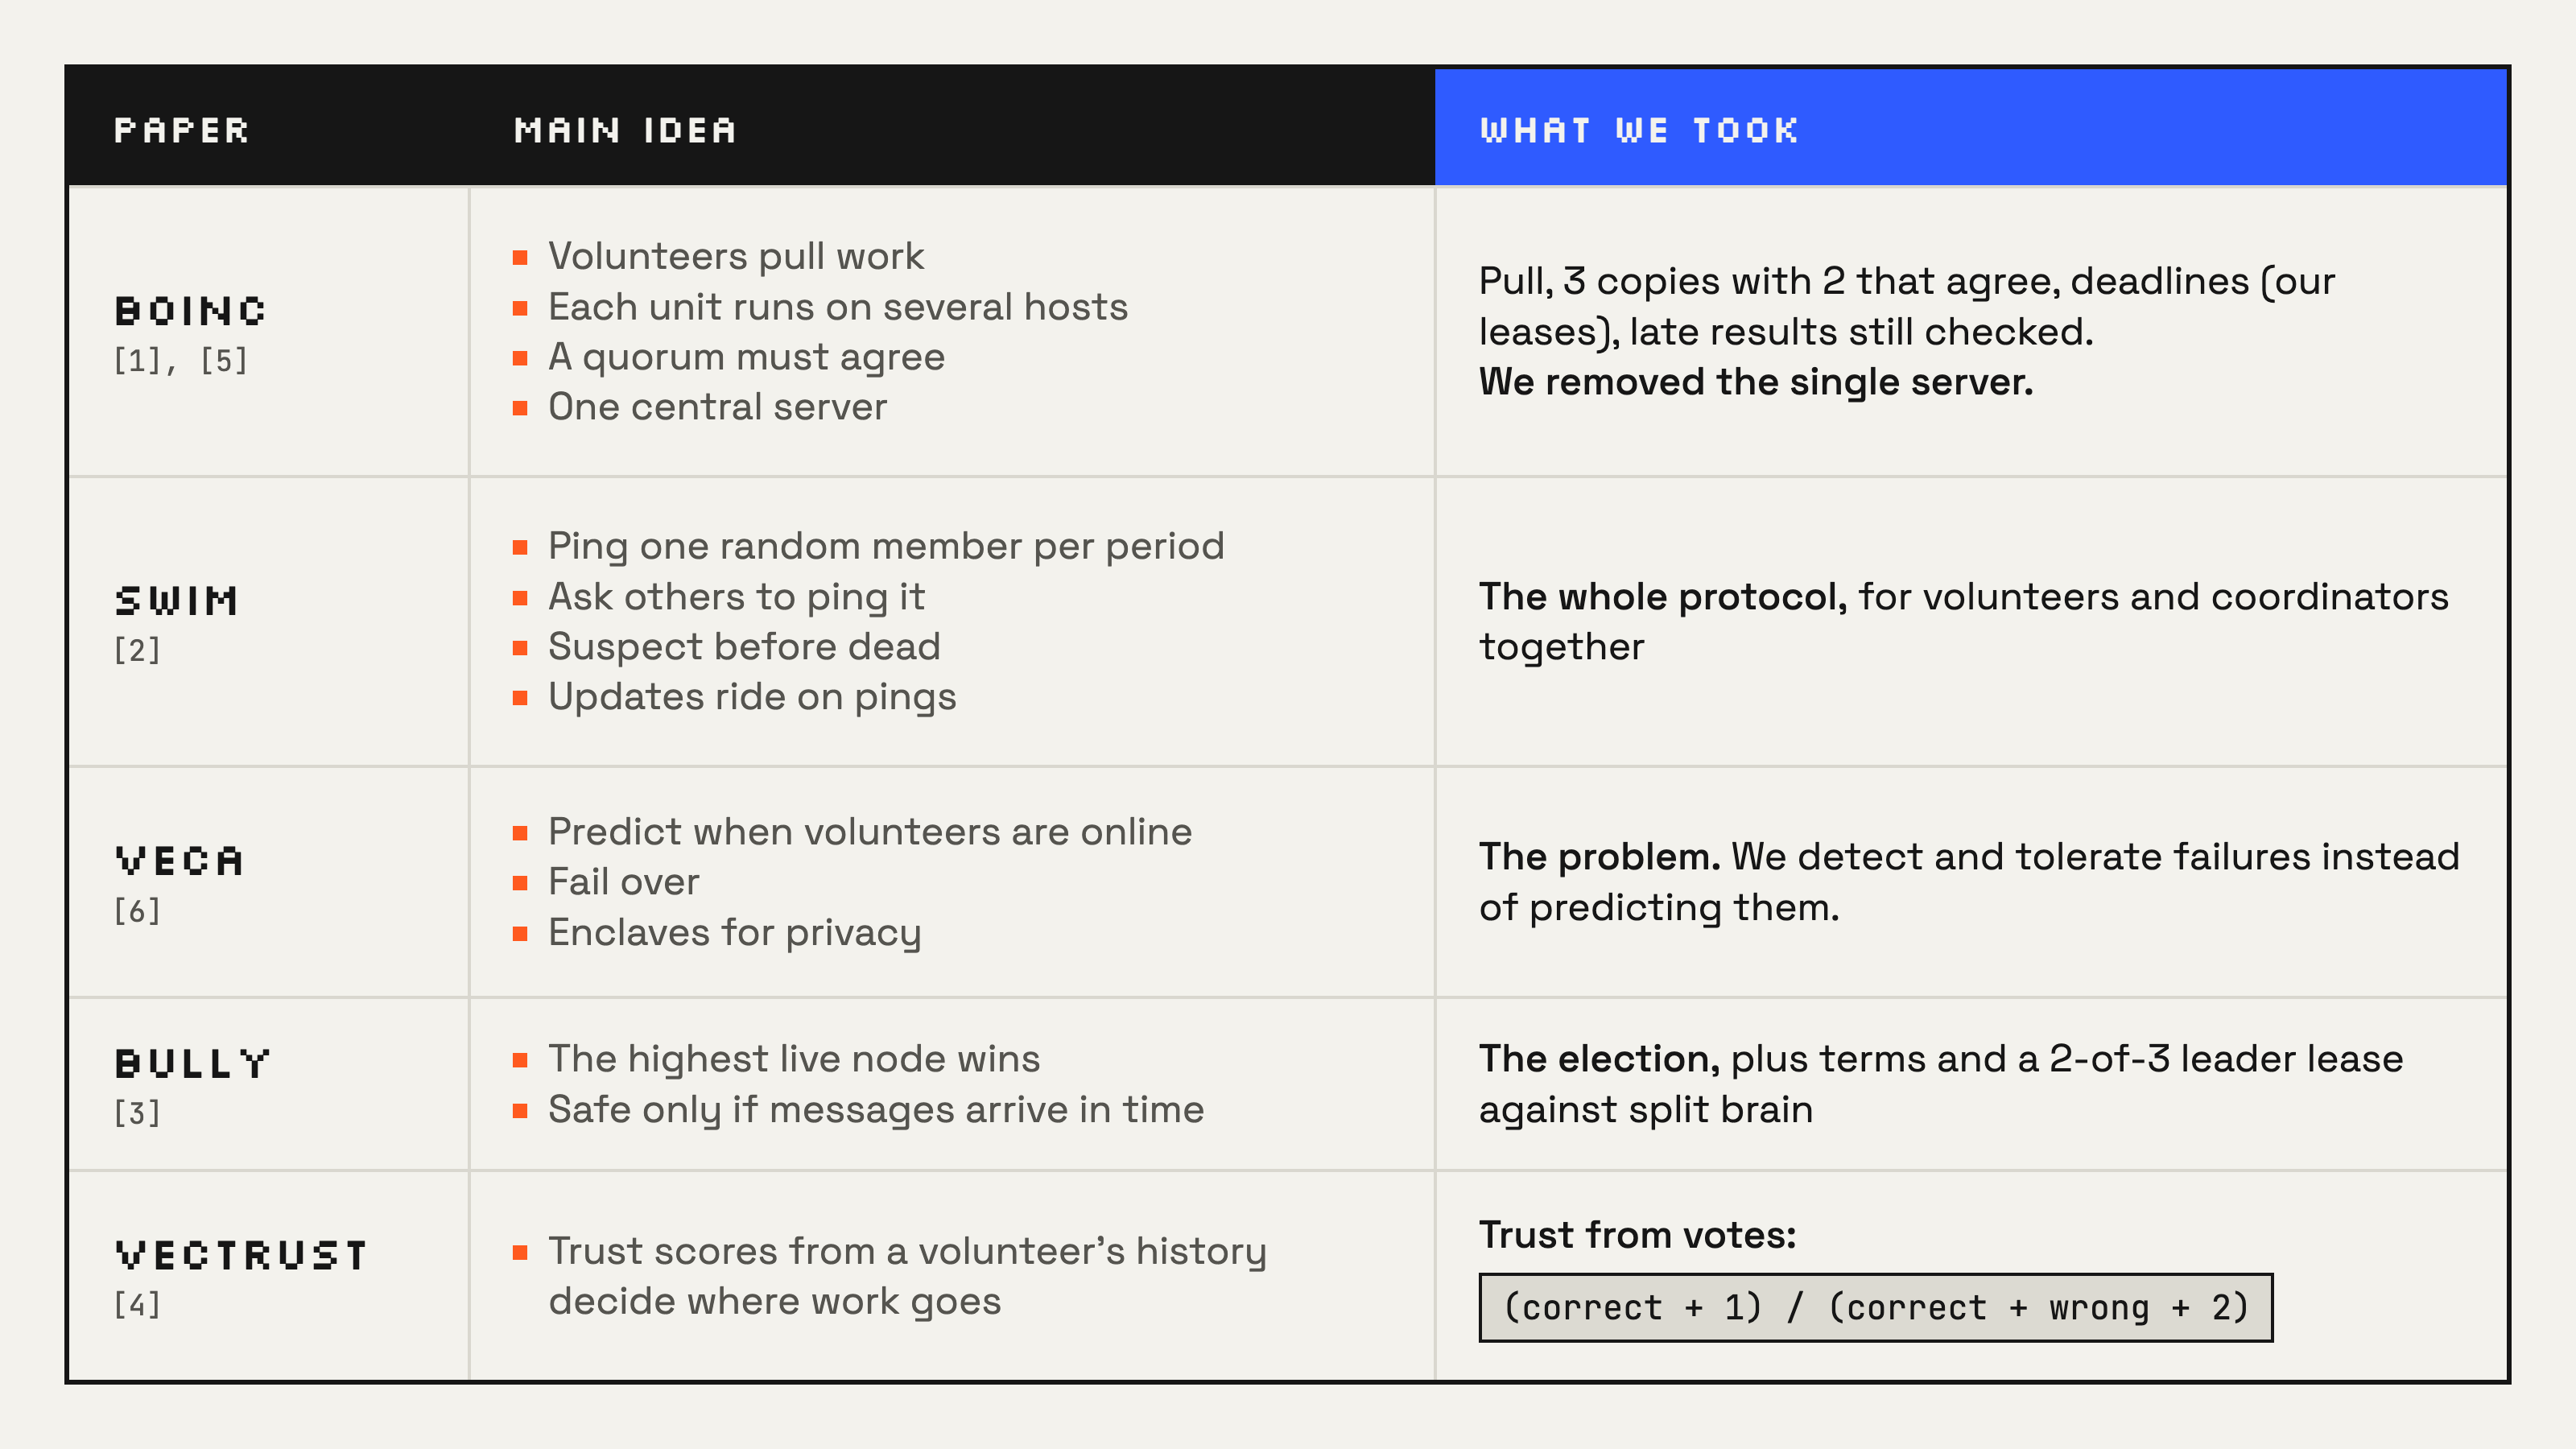 PAPER
MAIN IDEA
WHAT WE TOOK
BOINC
[1], [5]
Volunteers pull work
Each unit runs on several hosts
A quorum must agree
One central server
Pull, 3 copies with 2 that agree, deadlines (our
leases), late results still checked.
We removed the single server.
SWIM
[2]
Ping one random member per period
Ask others to ping it
Suspect before dead
Updates ride on pings
The whole protocol, for volunteers and coordinators
together
VECA
[6]
Predict when volunteers are online
Fail over
Enclaves for privacy
The problem. We detect and tolerate failures instead
of predicting them.
BULLY
[3]
The highest live node wins
Safe only if messages arrive in time
The election, plus terms and a 2-of-3 leader lease
against split brain
VECTRUST
[4]
Trust scores from a volunteer’s history
decide where work goes
Trust from votes:
(correct + 1) / (correct + wrong + 2)